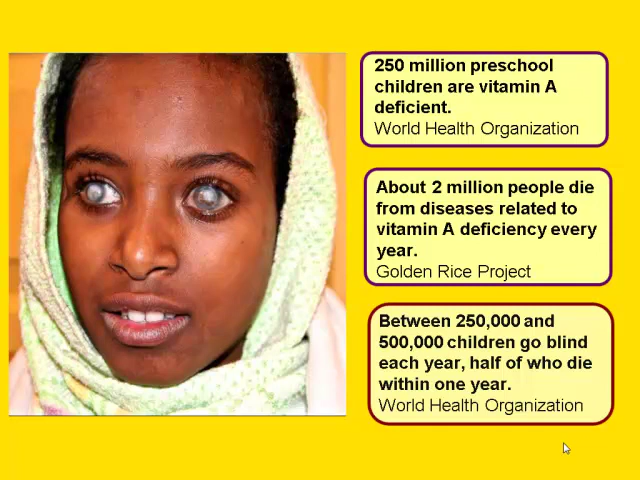 250 million preschool
children are vitamin A
deficient.
World Health Organization
About 2 million people die
from diseases related to
vitamin A deficiency every
year.
Golden Rice Project
Between 250,000 and
500,000 children go blind
each year, half of who die
within one year.
World Health Organization